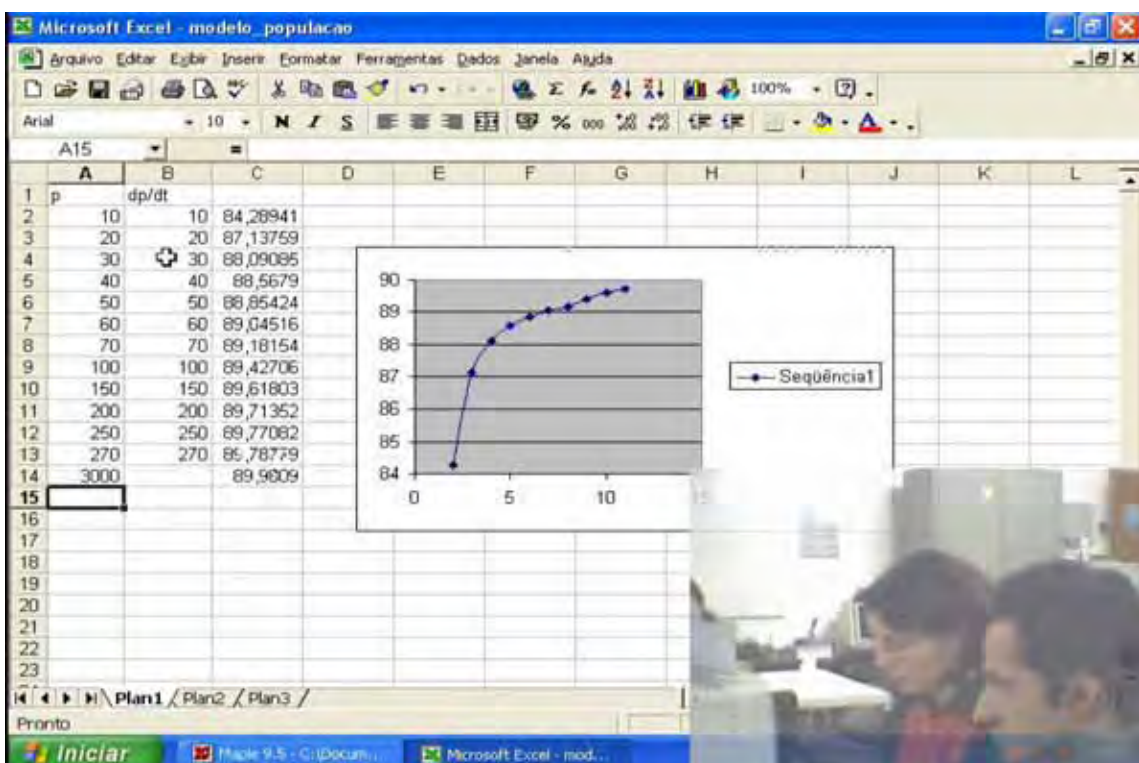 Microsoft Excel - modelo_populacao
Arquivo Editar Exibir Inserir Formatar Ferramentas Dados Janela Ajuda
100%
Arial 10 N I S % 000
A15 =
A B C D E F G H I J K L
1 p dp/dt
2 10 10 84,28941
3 20 20 87,13759
4 30 30 88,09085
5 40 40 88,5679
6 50 50 88,85424
7 60 60 89,04516
8 70 70 89,18154
9 100 100 89,42706
10 150 150 89,61803
11 200 200 89,71352
12 250 250 89,77082
13 270 270
14 3000
15
16
17
18
19
20
21
22
23
90
89
88
87
86
85
84
0 5 10 15
Seqüência1
Plan1 Plan2 Plan3
Pronto
Iniciar Maple 9.5 - C:\Docum... Microsoft Excel - mod...